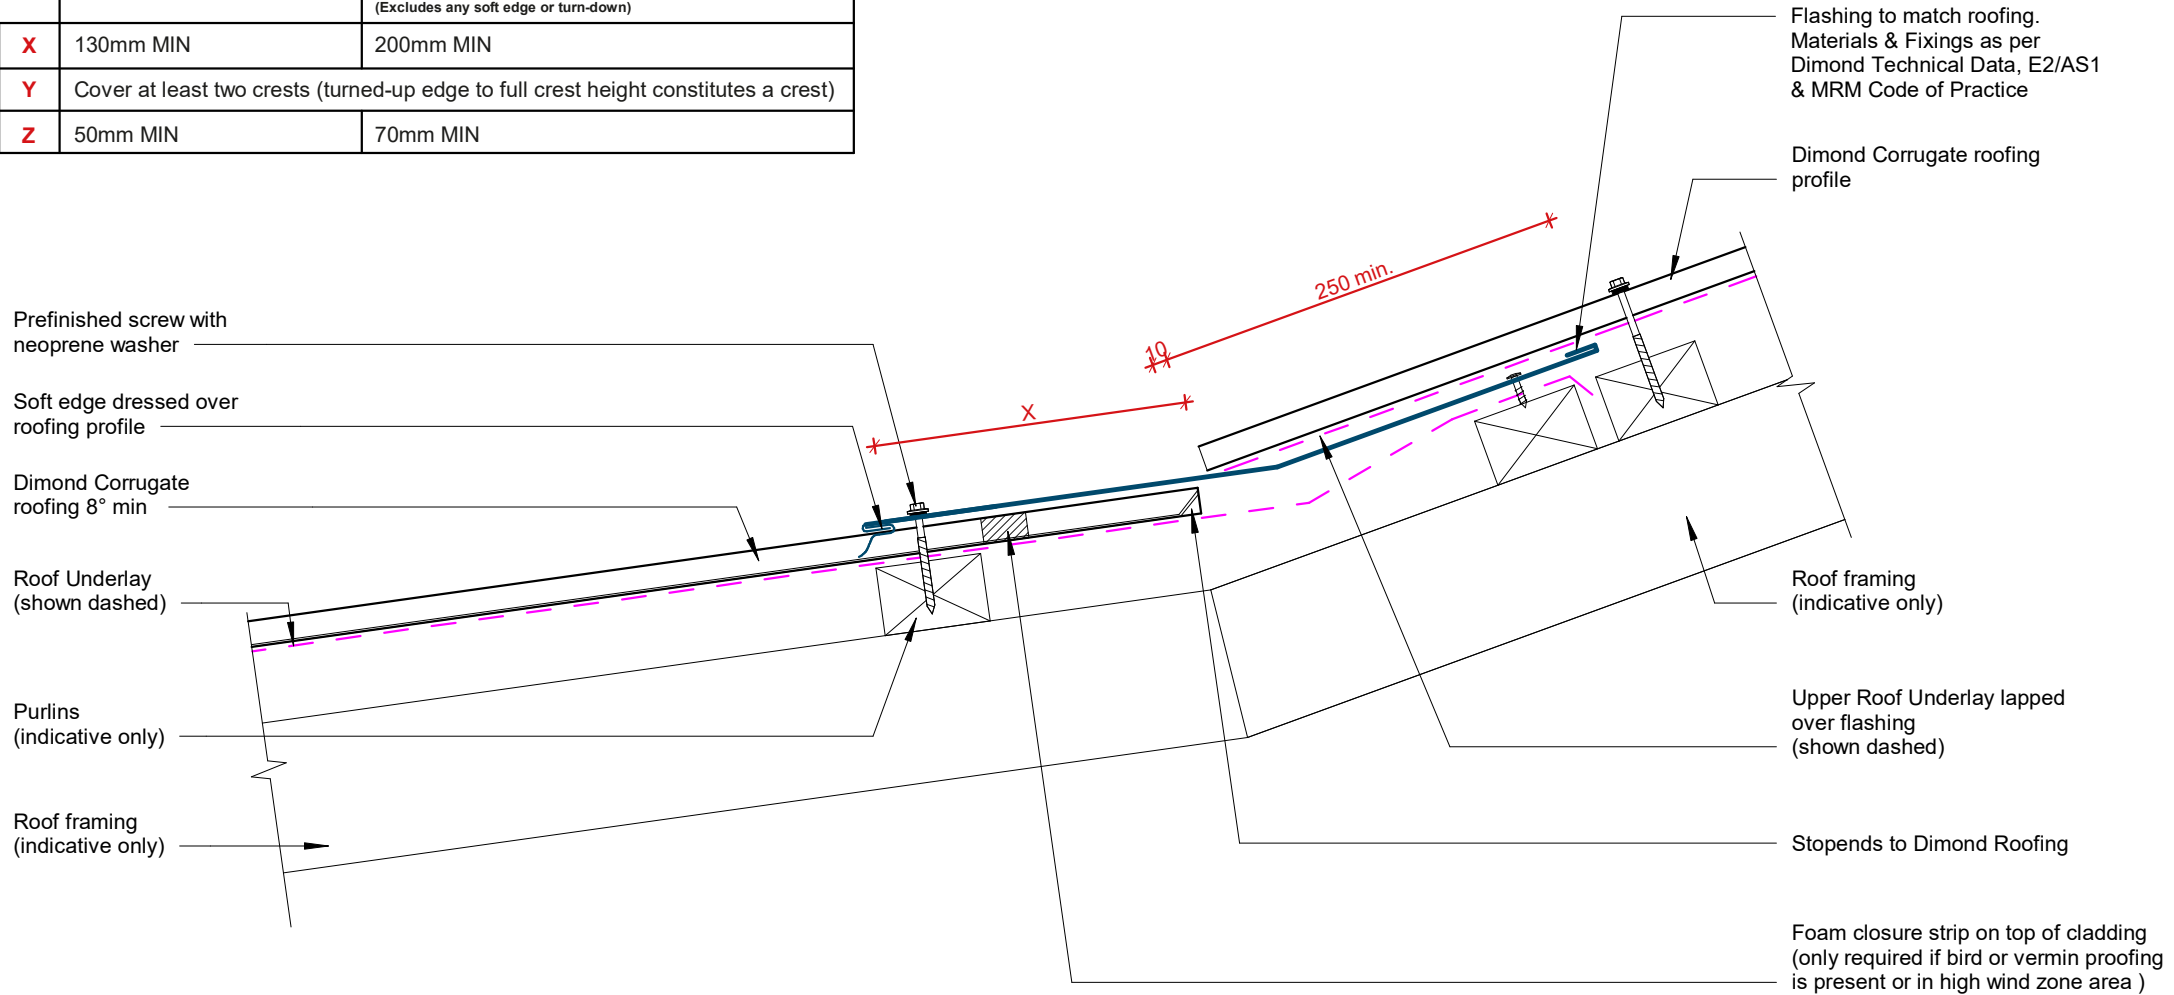 (Excludes any soft edge or turn-down)
X 130mm MIN 200mm MIN
Y Cover at least two crests (turned-up edge to full crest height constitutes a crest)
Z 50mm MIN 70mm MIN
Flashing to match roofing.
Materials & Fixings as per
Dimond Technical Data, E2/AS1
& MRM Code of Practice
Dimond Corrugate roofing
profile
250 min.
10
X
Prefinished screw with
neoprene washer
Soft edge dressed over
roofing profile
Dimond Corrugate
roofing 8° min
Roof Underlay
(shown dashed)
Purlins
(indicative only)
Roof framing
(indicative only)
Roof framing
(indicative only)
Upper Roof Underlay lapped
over flashing
(shown dashed)
Stopends to Dimond Roofing
Foam closure strip on top of cladding
(only required if bird or vermin proofing
is present or in high wind zone area )